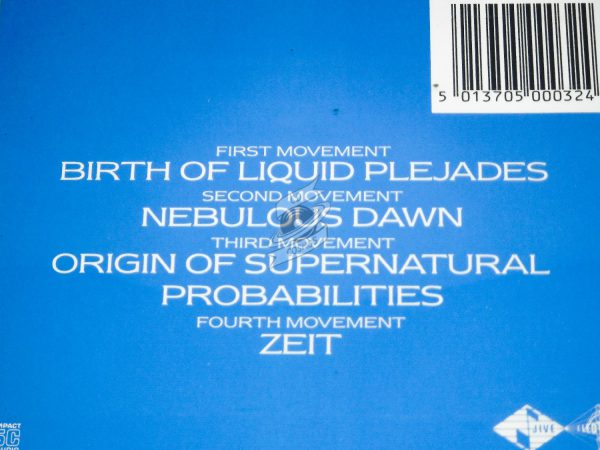 5 013705 000324
FIRST MOVEMENT
BIRTH OF LIQUID PLEJADES
SECOND MOVEMENT
NEBULOUS DAWN
THIRD MOVEMENT
ORIGIN OF SUPERNATURAL
PROBABILITIES
FOURTH MOVEMENT
ZEIT
JIVE